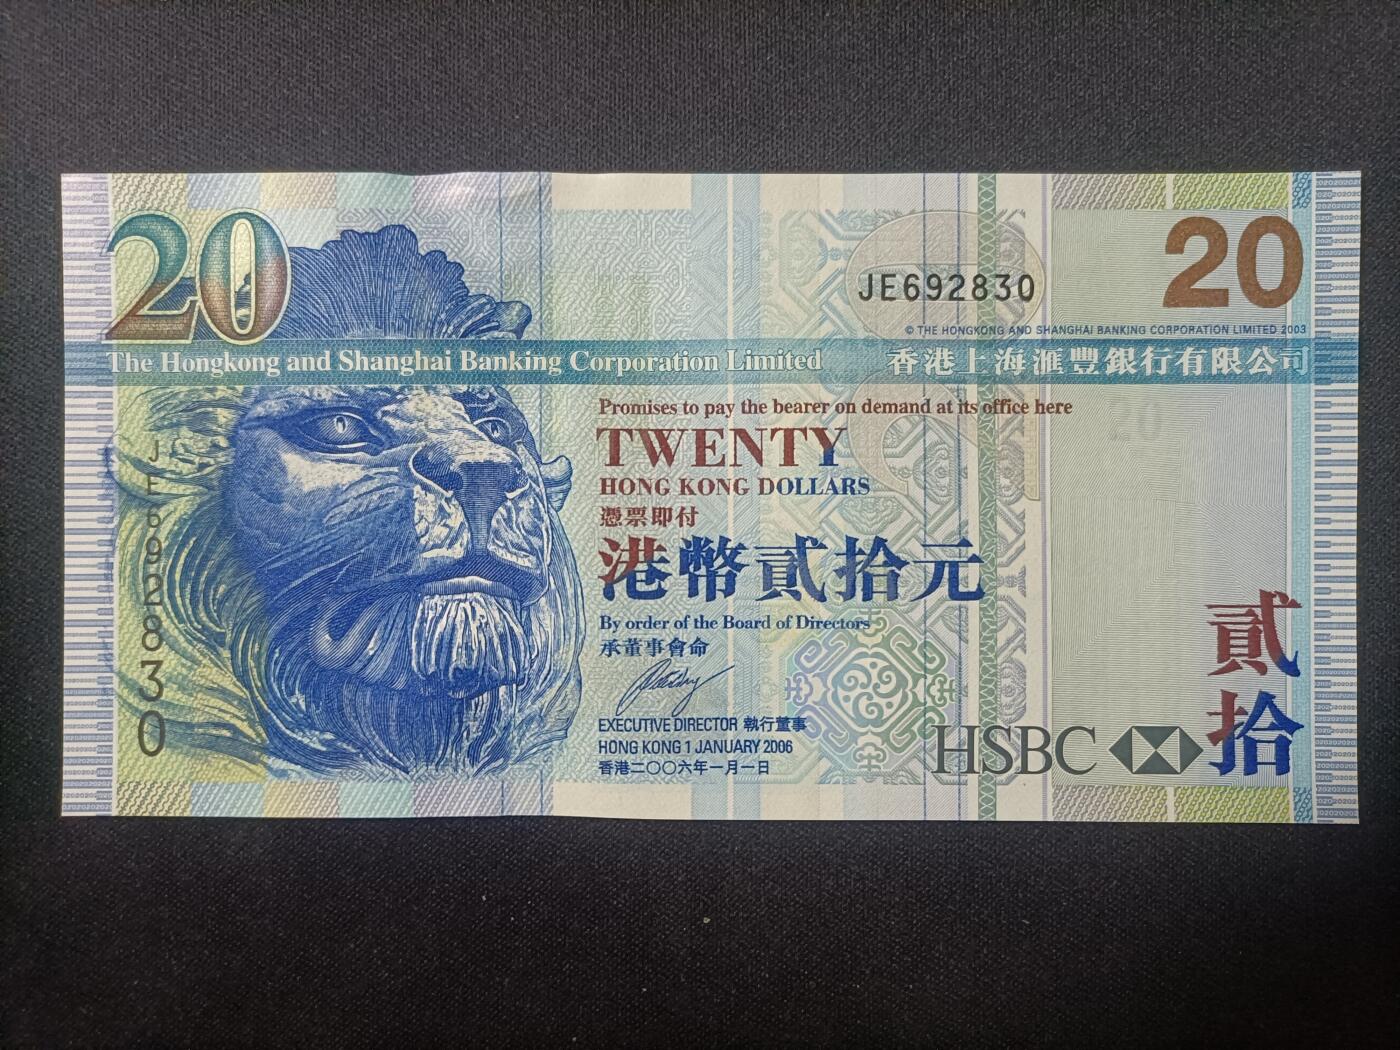 20
JE692830
20
© THE HONGKONG AND SHANGHAI BANKING CORPORATION LIMITED 2003
The Hongkong and Shanghai Banking Corporation Limited 香港上海滙豐銀行有限公司
Promises to pay the bearer on demand at its office here
TWENTY
HONG KONG DOLLARS
憑票即付
港幣貳拾元
By order of the Board of Directors
承董事會命
EXECUTIVE DIRECTOR 執行董事
HONG KONG 1 JANUARY 2006
香港二〇〇六年一月一日
JE692830
20
HSBC
貳拾